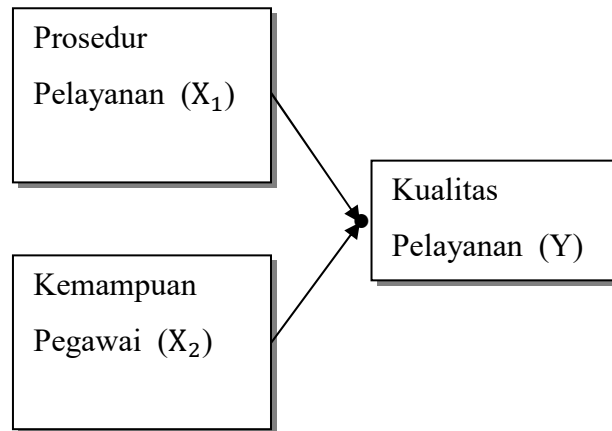 Prosedur
Pelayanan (X₁)
Kemampuan
Pegawai (X₂)
Kualitas
Pelayanan (Y)